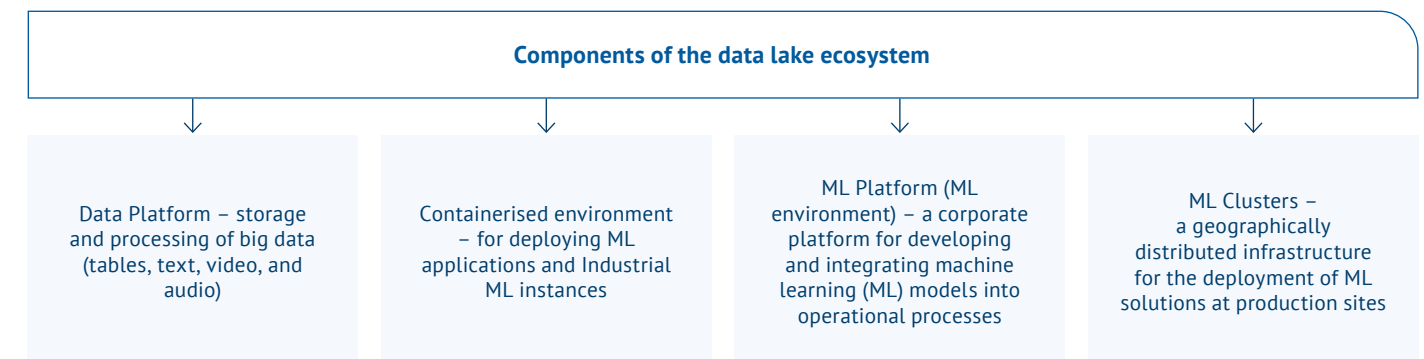 Components of the data lake ecosystem
Data Platform – storage
and processing of big data
(tables, text, video, and
audio)
Containerised environment
– for deploying ML
applications and Industrial
ML instances
ML Platform (ML
environment) – a corporate
platform for developing
and integrating machine
learning (ML) models into
operational processes
ML Clusters –
a geographically
distributed infrastructure
for the deployment of ML
solutions at production sites